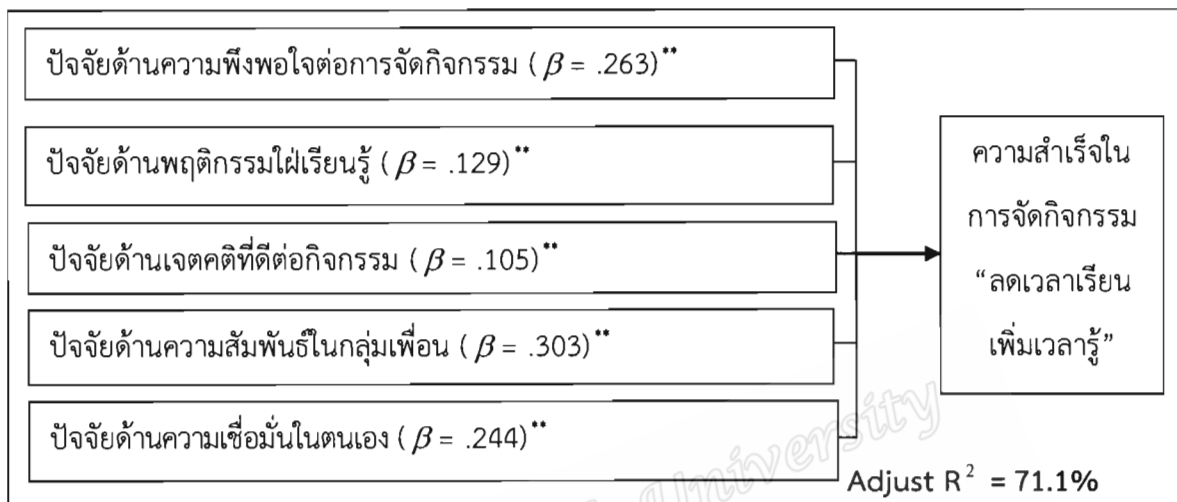 ปัจจัยด้านความพึงพอใจต่อการจัดกิจกรรม (β = .263)**
ปัจจัยด้านพฤติกรรมใฝ่เรียนรู้ (β = .129)**
ปัจจัยด้านเจตคติที่ดีต่อกิจกรรม (β = .105)**
ปัจจัยด้านความสัมพันธ์ในกลุ่มเพื่อน (β = .303)**
ปัจจัยด้านความเชื่อมั่นในตนเอง (β = .244)**
ความสำเร็จใน
การจัดกิจกรรม
“ลดเวลาเรียน
เพิ่มเวลารู้”
University
Adjust R² = 71.1%